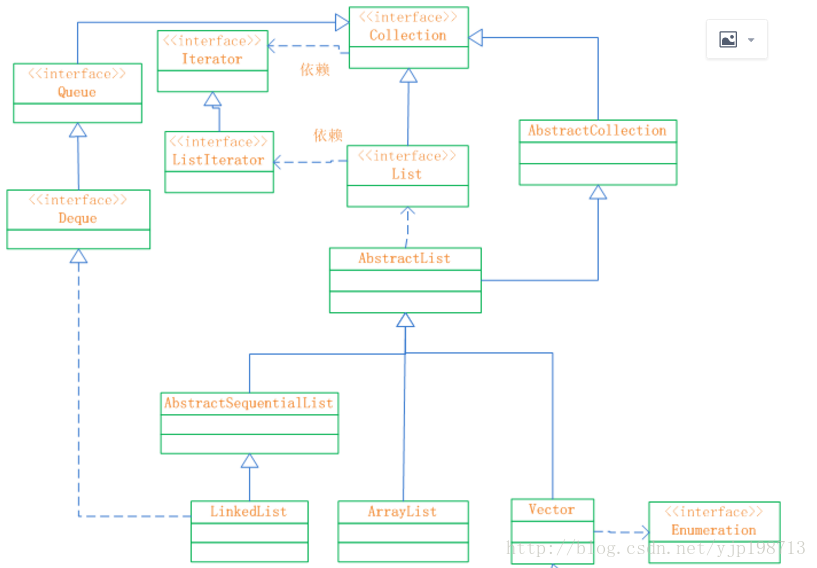 <<interface>>
Collection
<<interface>>
Iterator
依赖
<<interface>>
Queue
AbstractCollection
依赖
<<interface>>
ListIterator
<<interface>>
List
<<interface>>
Deque
AbstractList
AbstractSequentialList
LinkedList
ArrayList
Vector
<<interface>>
Enumeration
http://blog.csdn.net/yjp198713